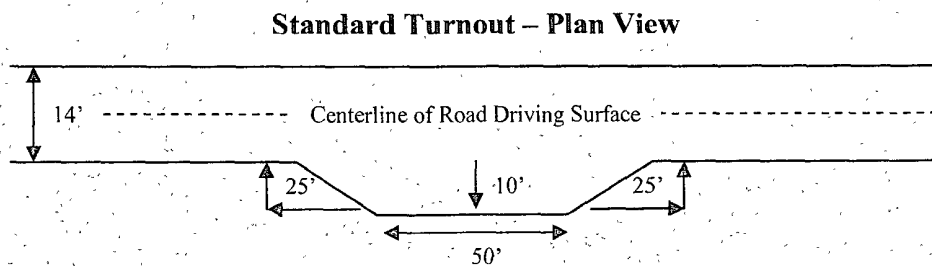 Standard Turnout – Plan View
14'
Centerline of Road Driving Surface
25'
10'
25'
50'